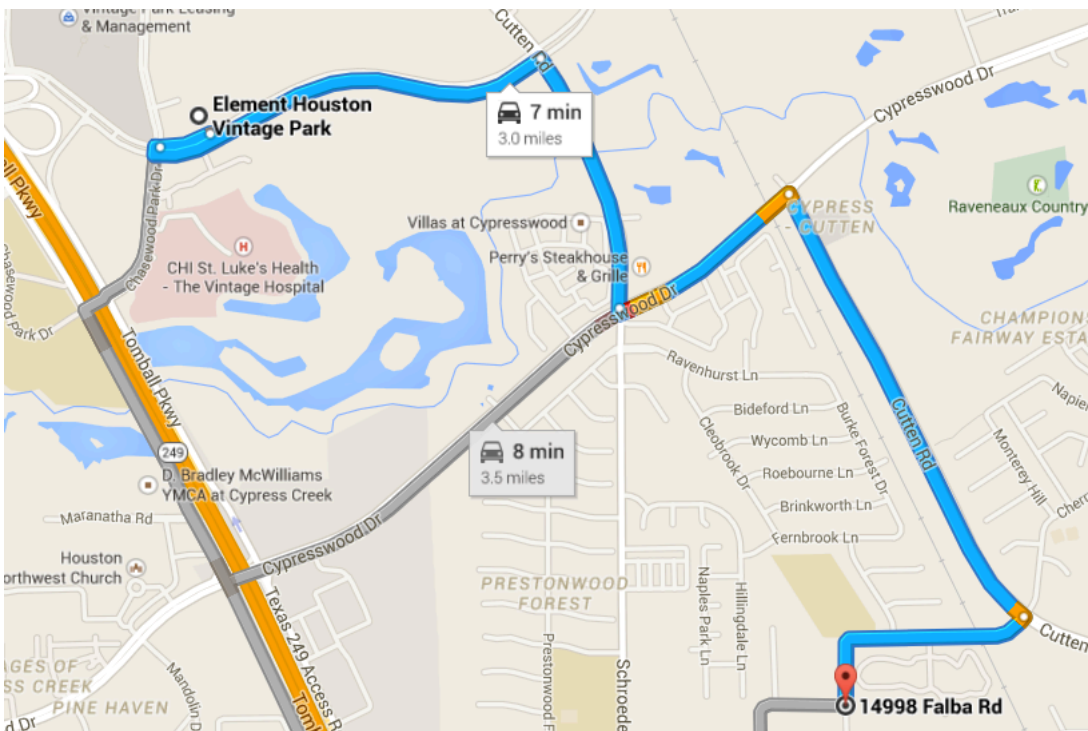 Vintage Park Leasing
& Management
Cutten Rd
Cypresswood Dr
Element Houston
Vintage Park
7 min
3.0 miles
Raveneaux Country
Chasewood Park Dr
CYPRESS
- CUTTEN
Villas at Cypresswood
Perry's Steakhouse
& Grille
H
CHI St. Luke's Health
- The Vintage Hospital
Tomball Pkwy
Chasewood
Park Dr
Cypresswood Dr
CHAMPIONS
FAIRWAY ESTA
Tomball Pkwy
Ravenhurst Ln
Bideford Ln
Cleobrook Dr
Burke Forest Dr
Cutten Rd
Wycomb Ln
Monterey Hill
249
8 min
3.5 miles
Roebourne Ln
D. Bradley McWilliams
YMCA at Cypress Creek
Brinkworth Ln
Maranatha Rd
Fernbrook Ln
Cypresswood Dr
Houston
orthwest Church
PRESTONWOOD
FOREST
Naples Park Ln
Hillingdale Ln
Texas 249 Access R
Cutten
AGES OF
SS CREEK
PINE HAVEN
Mandolin D
Prestonwood F
Schroede
14998 Falba Rd
d Dr